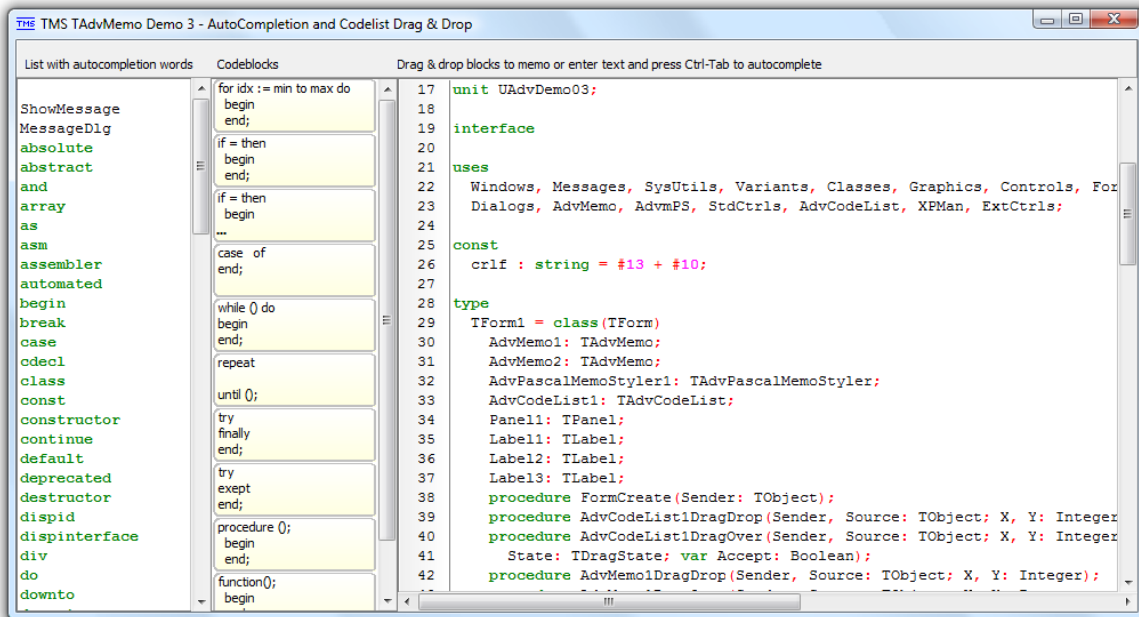 TMS TMS TAdvMemo Demo 3 - AutoCompletion and Codelist Drag & Drop
List with autocompletion words
Codeblocks
Drag & drop blocks to memo or enter text and press Ctrl-Tab to autocomplete
ShowMessage
MessageDlg
absolute
abstract
and
array
as
asm
assembler
automated
begin
break
case
cdecl
class
const
constructor
continue
default
deprecated
destructor
dispid
dispinterface
div
do
downto
for idx := min to max do
begin
end;
if = then
begin
end;
if = then
begin
...
case of
end;
while () do
begin
end;
repeat
until ();
try
finally
end;
try
exept
end;
procedure ();
begin
end;
function();
begin
17 unit UAdvDemo03;
18
19 interface
20
21 uses
22 Windows, Messages, SysUtils, Variants, Classes, Graphics, Controls, For
23 Dialogs, AdvMemo, AdvmPS, StdCtrls, AdvCodeList, XPMan, ExtCtrls;
24
25 const
26 crlf : string = #13 + #10;
27
28 type
29 TForm1 = class(TForm)
30 AdvMemo1: TAdvMemo;
31 AdvMemo2: TAdvMemo;
32 AdvPascalMemoStyler1: TAdvPascalMemoStyler;
33 AdvCodeList1: TAdvCodeList;
34 Panel1: TPanel;
35 Label1: TLabel;
36 Label2: TLabel;
37 Label3: TLabel;
38 procedure FormCreate(Sender: TObject);
39 procedure AdvCodeList1DragDrop(Sender, Source: TObject; X, Y: Integer
40 procedure AdvCodeList1DragOver(Sender, Source: TObject; X, Y: Integer
41 State: TDragState; var Accept: Boolean);
42 procedure AdvMemo1DragDrop(Sender, Source: TObject; X, Y: Integer);